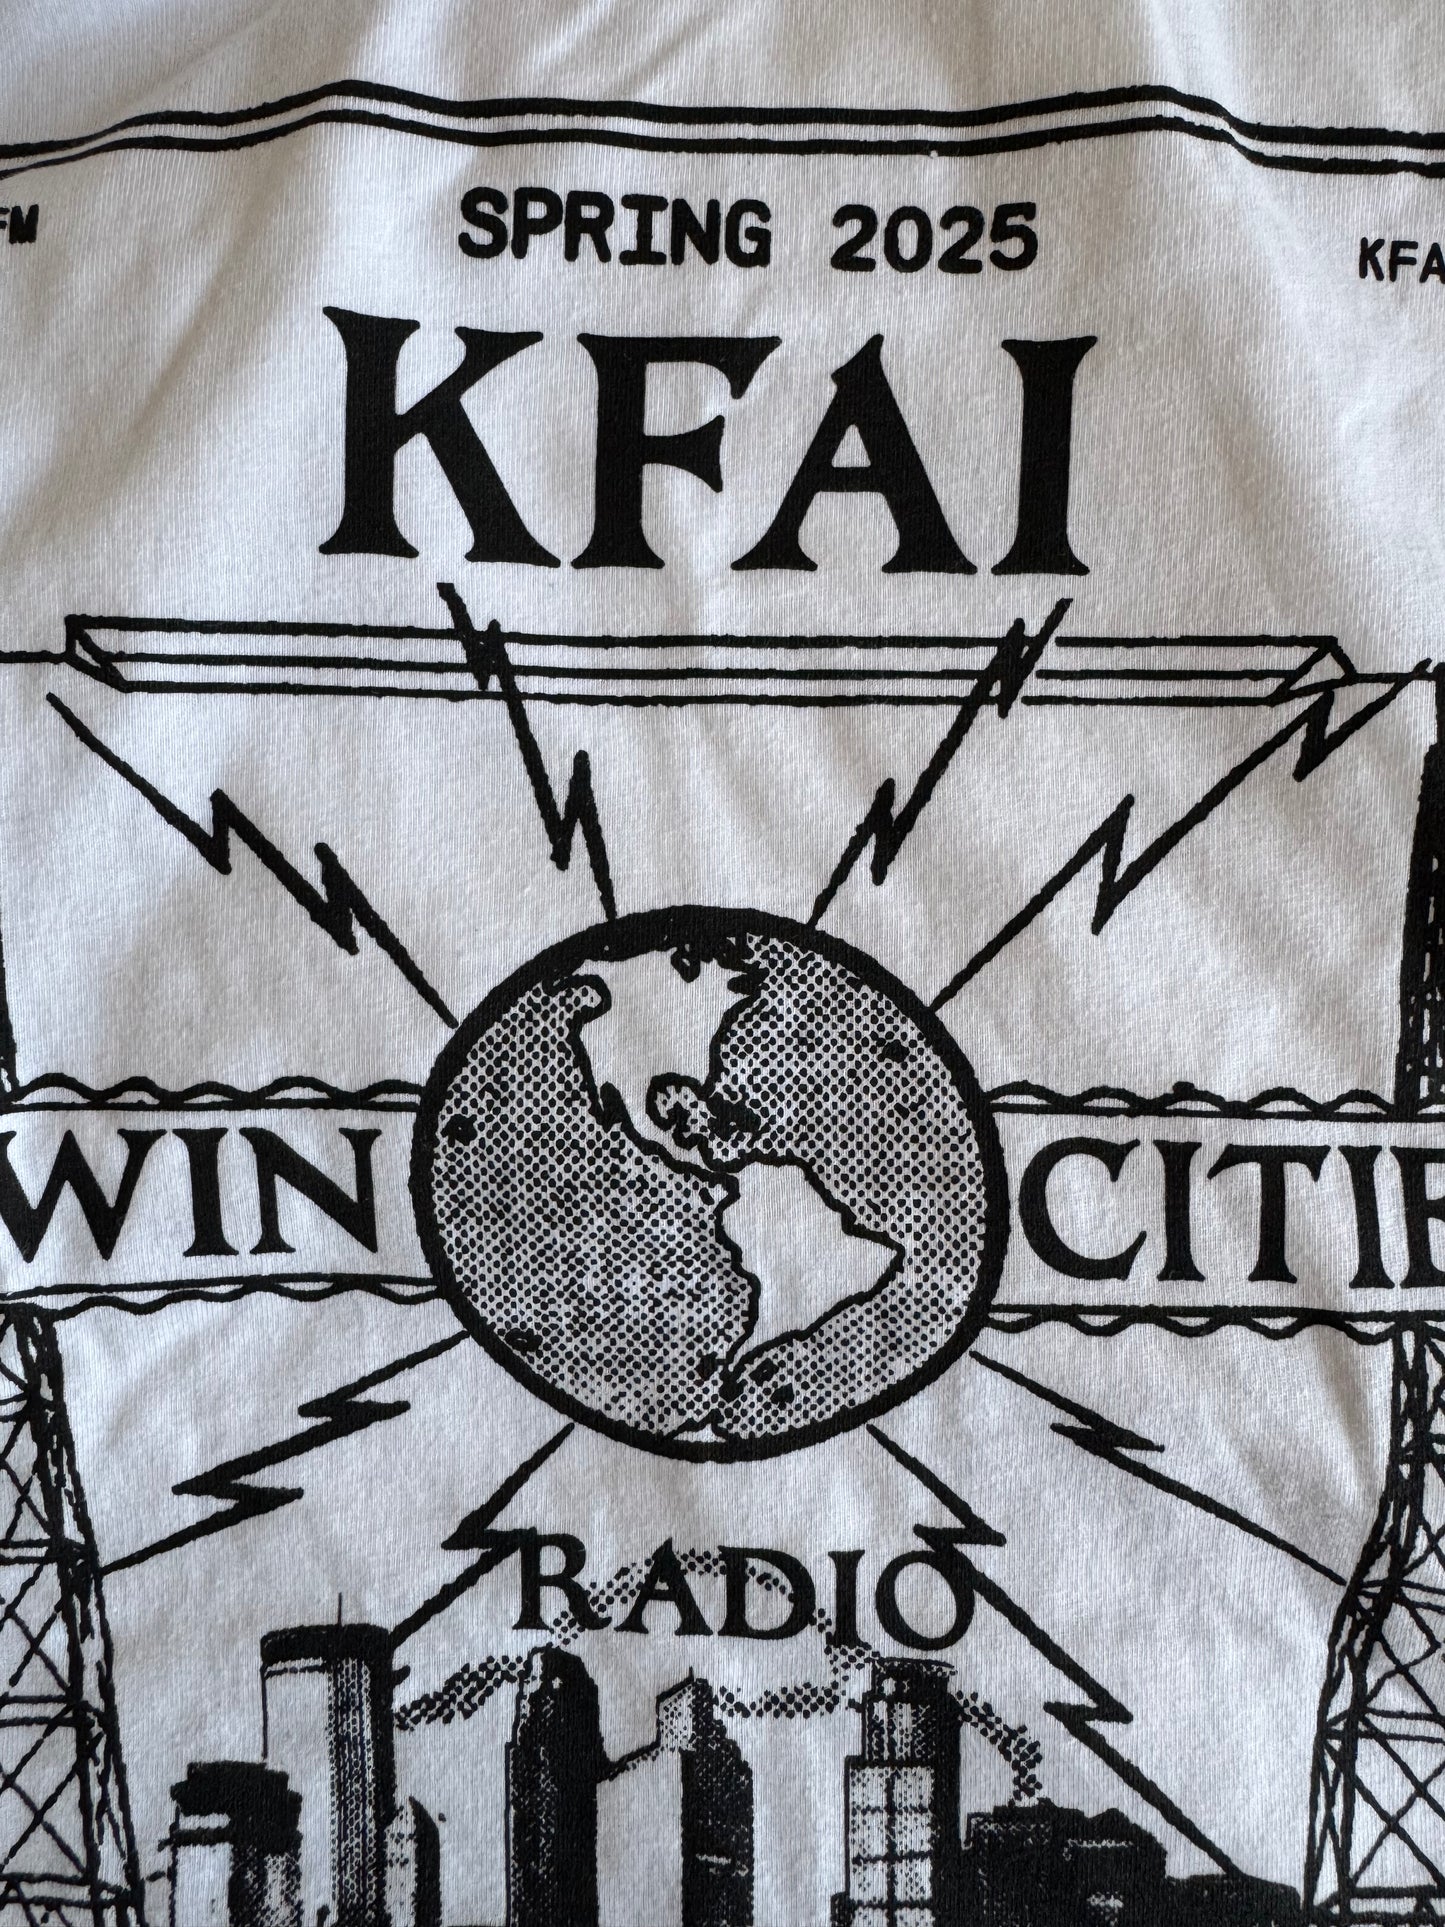 FM SPRING 2025 KFA
KFAI
WIN CITIE
RADIO